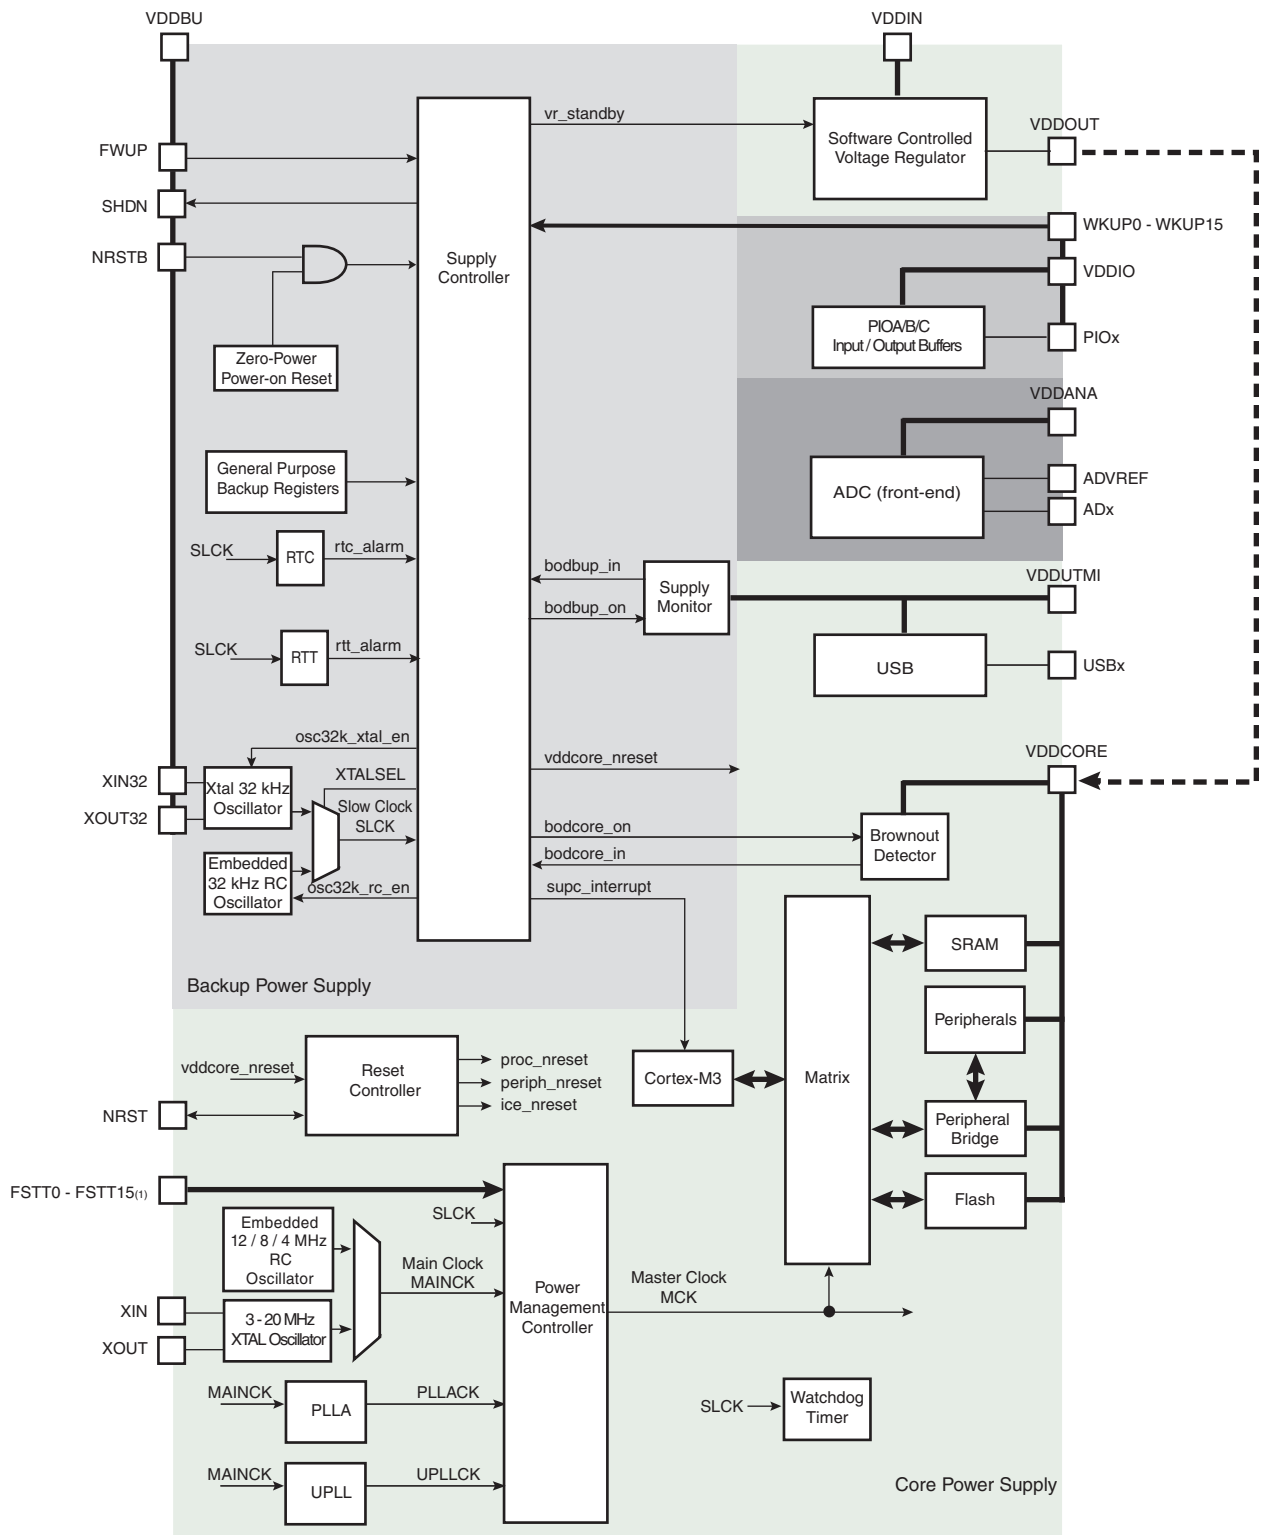 VDDBU
VDDIN
vr_standby
Software Controlled
Voltage Regulator
VDDOUT
FWUP
SHDN
NRSTB
Supply
Controller
WKUP0 - WKUP15
VDDIO
PIOA/B/C
Input / Output Buffers
PIOx
Zero-Power
Power-on Reset
VDDANA
General Purpose
Backup Registers
ADC (front-end)
ADVREF
ADx
SLCK
RTC
rtc_alarm
bodbup_in
bodbup_on
Supply
Monitor
VDDUTMI
SLCK
RTT
rtt_alarm
USB
USBx
osc32k_xtal_en
vddcore_nreset
VDDCORE
XIN32
XOUT32
Xtal 32 kHz
Oscillator
XTALSEL
Slow Clock
SLCK
bodcore_on
bodcore_in
Brownout
Detector
Embedded
32 kHz RC
Oscillator
osc32k_rc_en
supc_interrupt
SRAM
Backup Power Supply
Peripherals
vddcore_nreset
Reset
Controller
proc_nreset
periph_nreset
ice_nreset
Cortex-M3
Matrix
NRST
Peripheral
Bridge
FSTT0 - FSTT15(1)
Flash
SLCK
Embedded
12 / 8 / 4 MHz
RC
Oscillator
Main Clock
MAINCK
Power
Management
Controller
Master Clock
MCK
XIN
XOUT
3 - 20 MHz
XTAL Oscillator
MAINCK
PLLA
PLLACK
SLCK
Watchdog
Timer
MAINCK
UPLL
UPLLCK
Core Power Supply